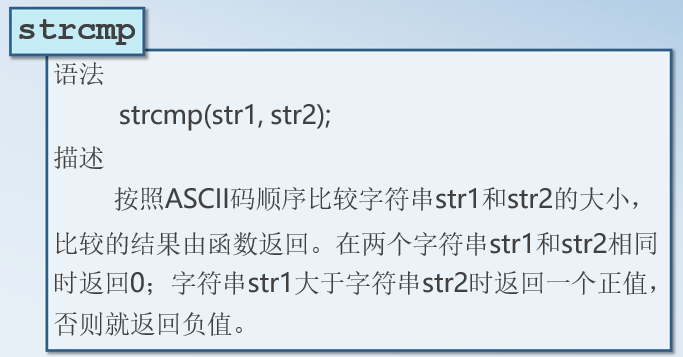 strcmp
语法
strcmp(str1, str2);
描述
按照ASCII码顺序比较字符串str1和str2的大小，
比较的结果由函数返回。在两个字符串str1和str2相同
时返回0；字符串str1大于字符串str2时返回一个正值，
否则就返回负值。